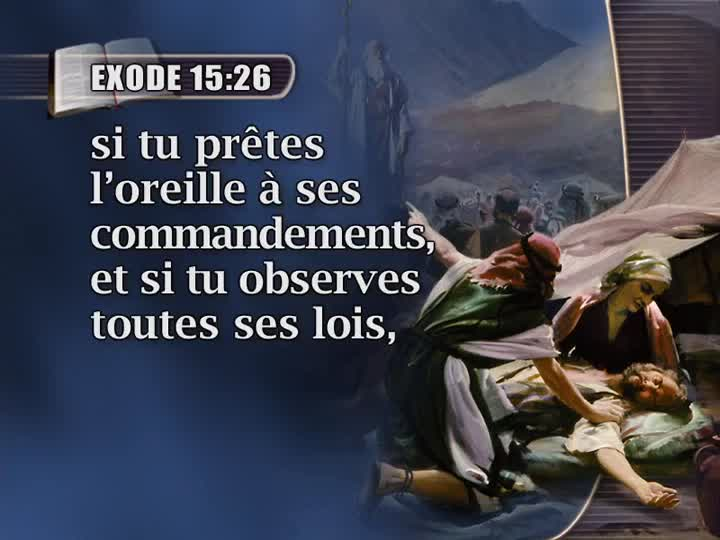 EXODE 15:26
si tu prêtes
l'oreille à ses
commandements,
et si tu observes
toutes ses lois,